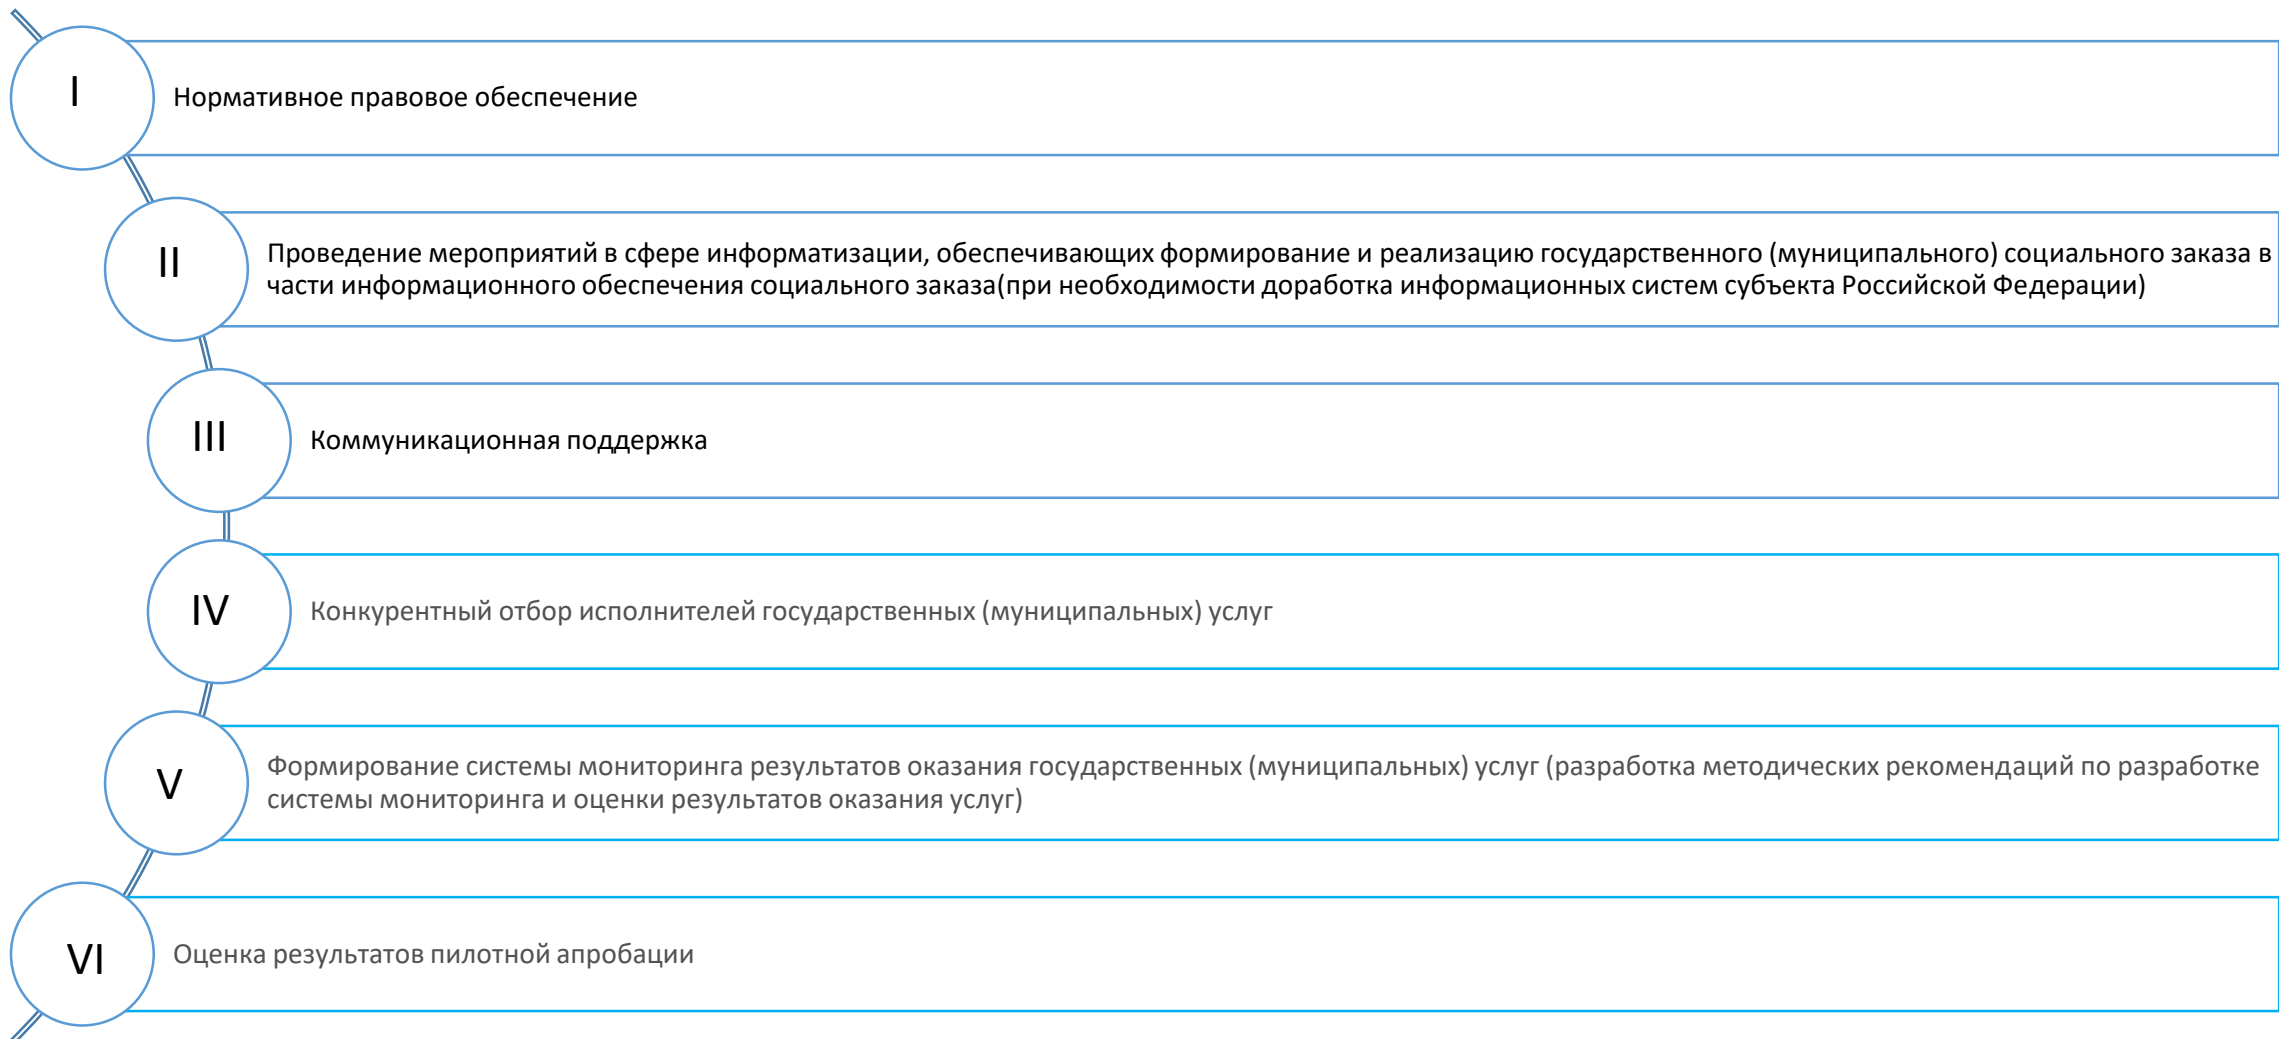 I
Нормативное правовое обеспечение
II
Проведение мероприятий в сфере информатизации, обеспечивающих формирование и реализацию государственного (муниципального) социального заказа в
части информационного обеспечения социального заказа(при необходимости доработка информационных систем субъекта Российской Федерации)
III
Коммуникационная поддержка
IV
Конкурентный отбор исполнителей государственных (муниципальных) услуг
V
Формирование системы мониторинга результатов оказания государственных (муниципальных) услуг (разработка методических рекомендаций по разработке
системы мониторинга и оценки результатов оказания услуг)
VI
Оценка результатов пилотной апробации